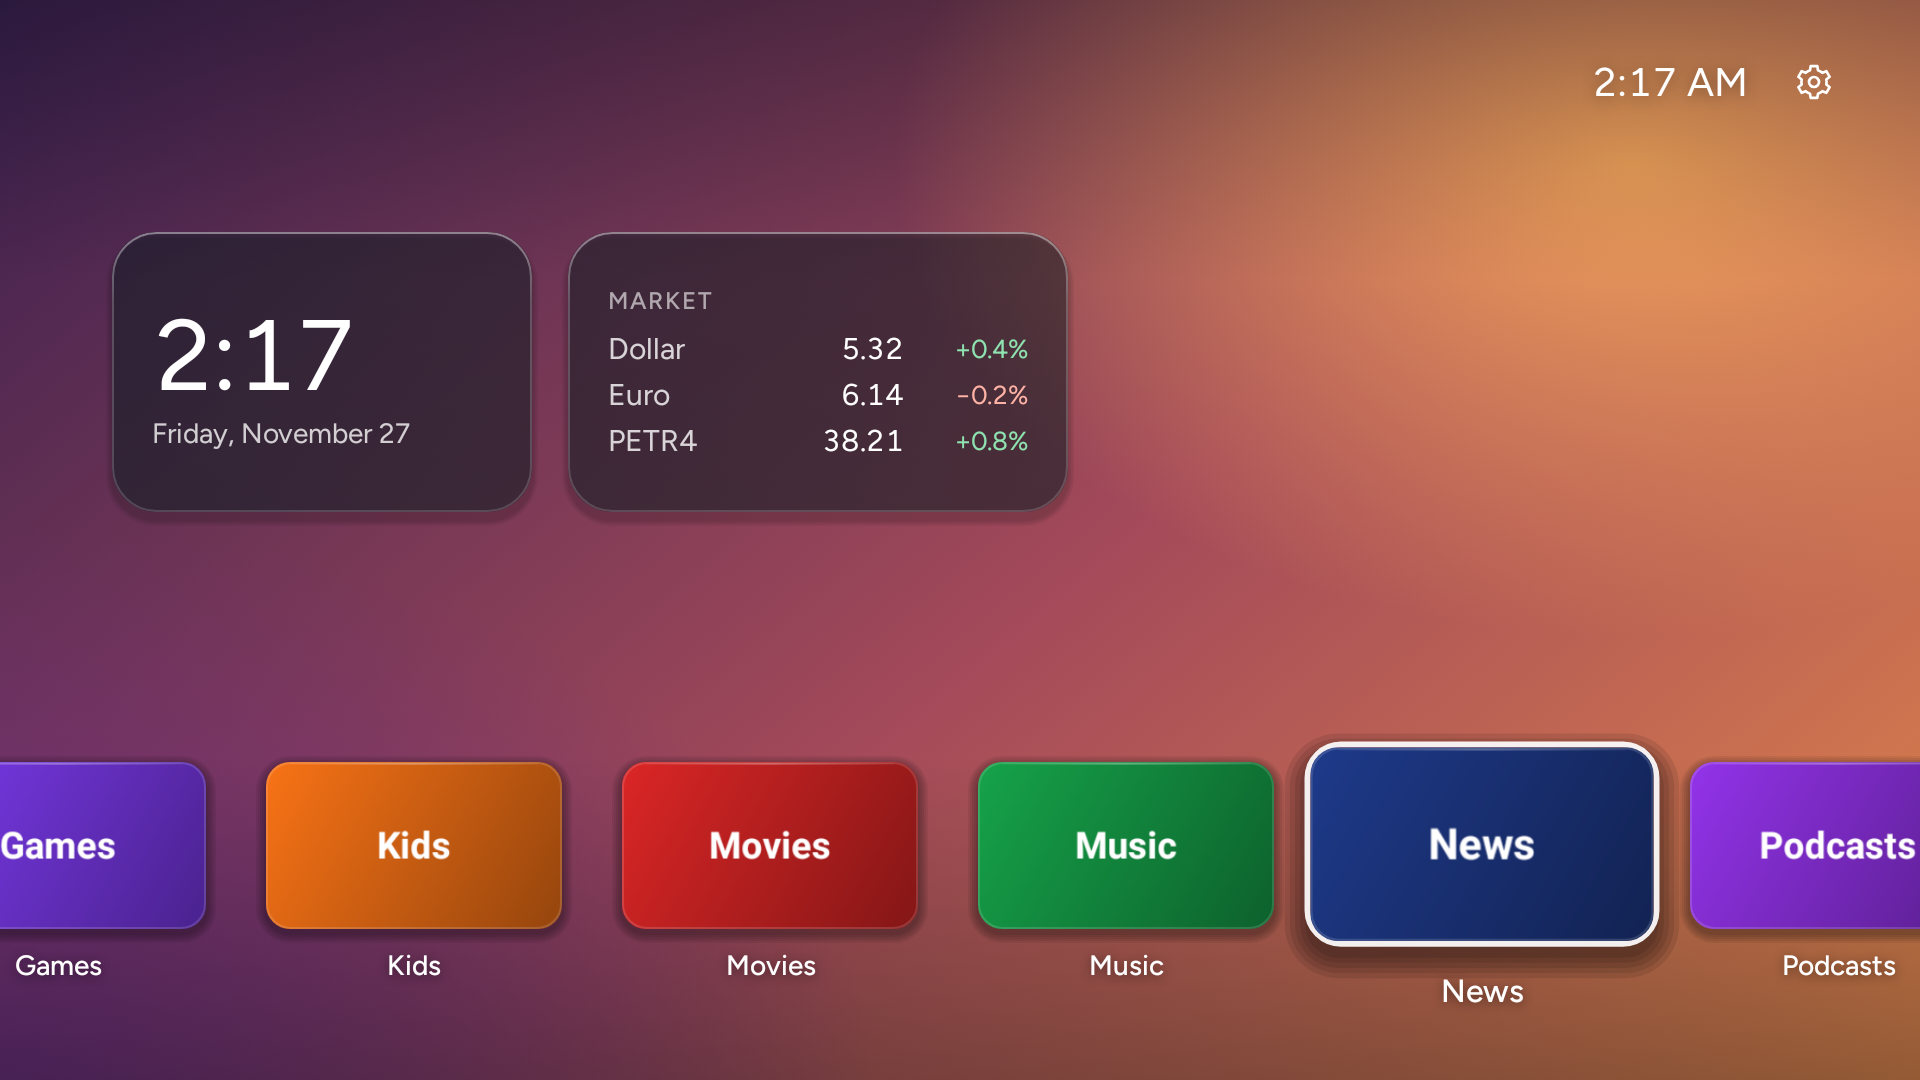 2:17 AM
2:17
Friday, November 27
MARKET
Dollar 5.32 +0.4%
Euro 6.14 −0.2%
PETR4 38.21 +0.8%
Games Kids Movies Music News Podcasts
Games Kids Movies Music News Podcasts